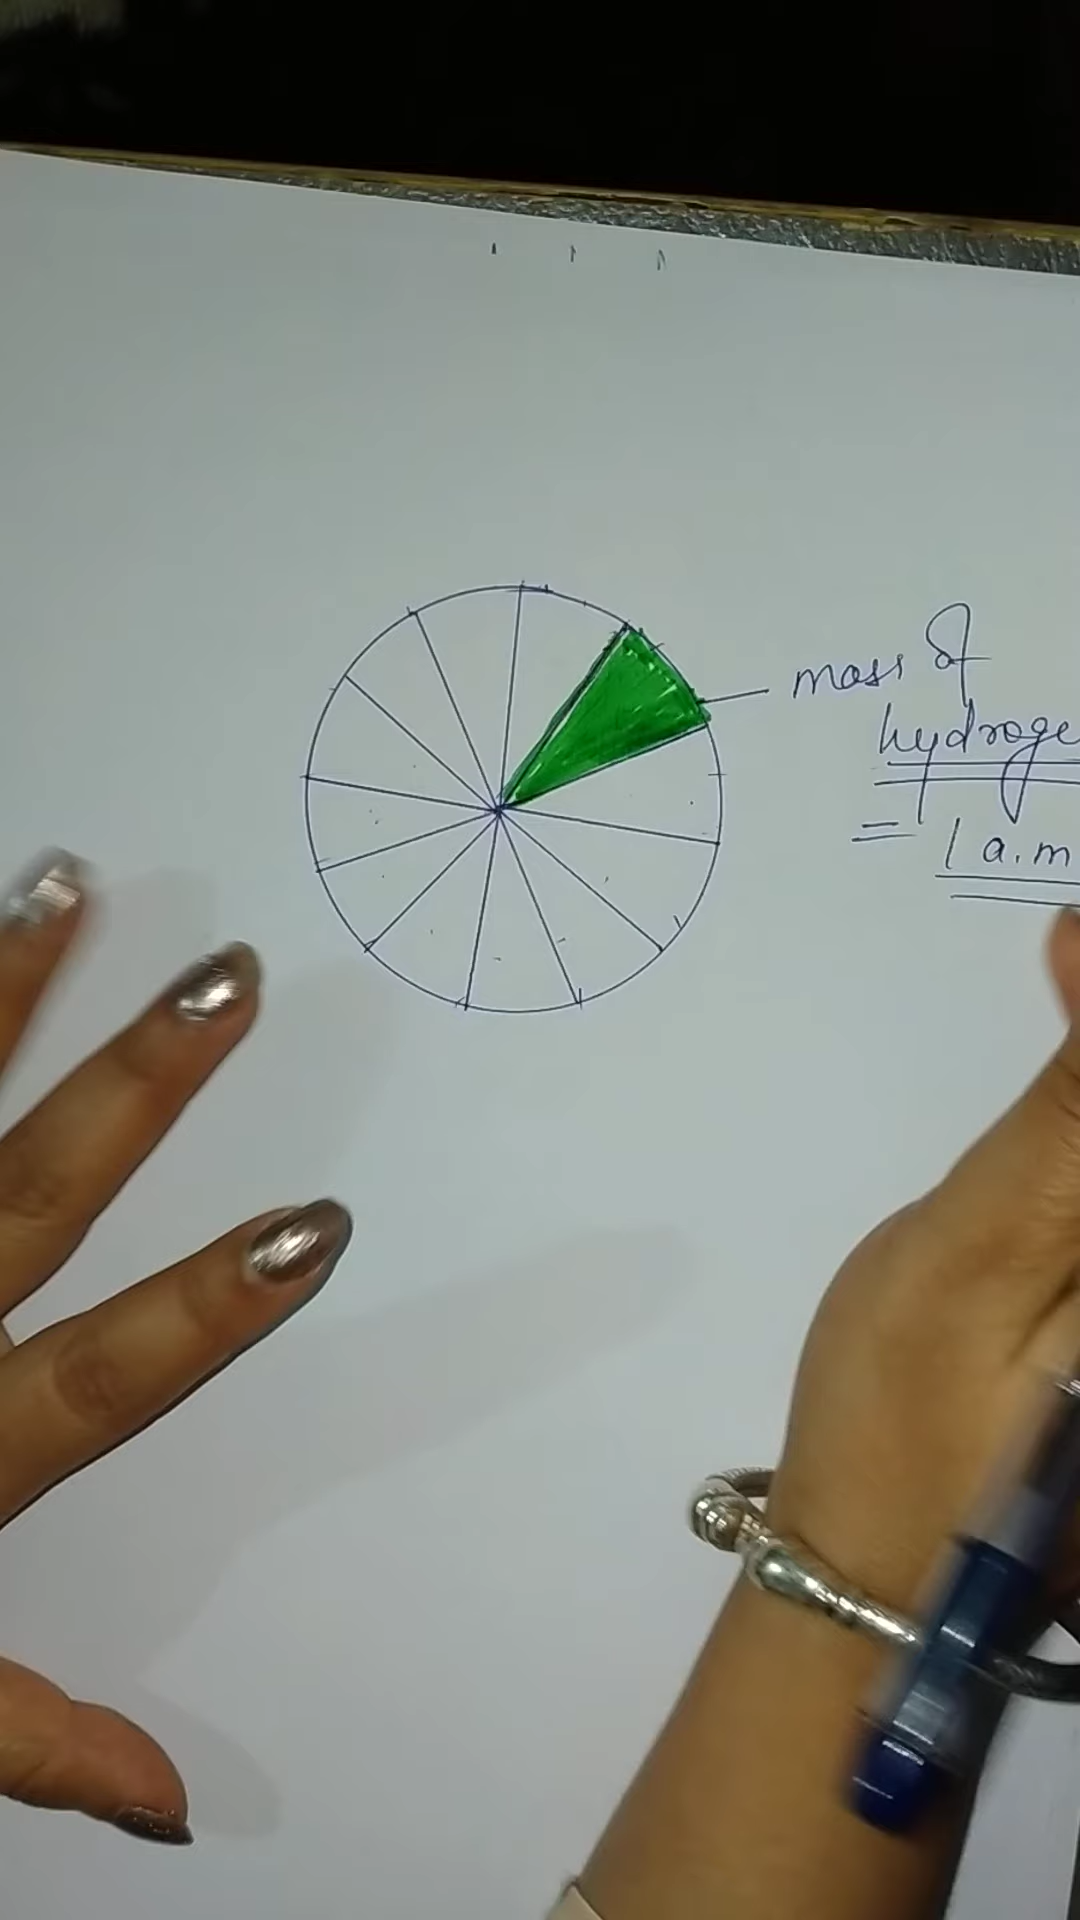 mass of
hydroge
= 1 a.m